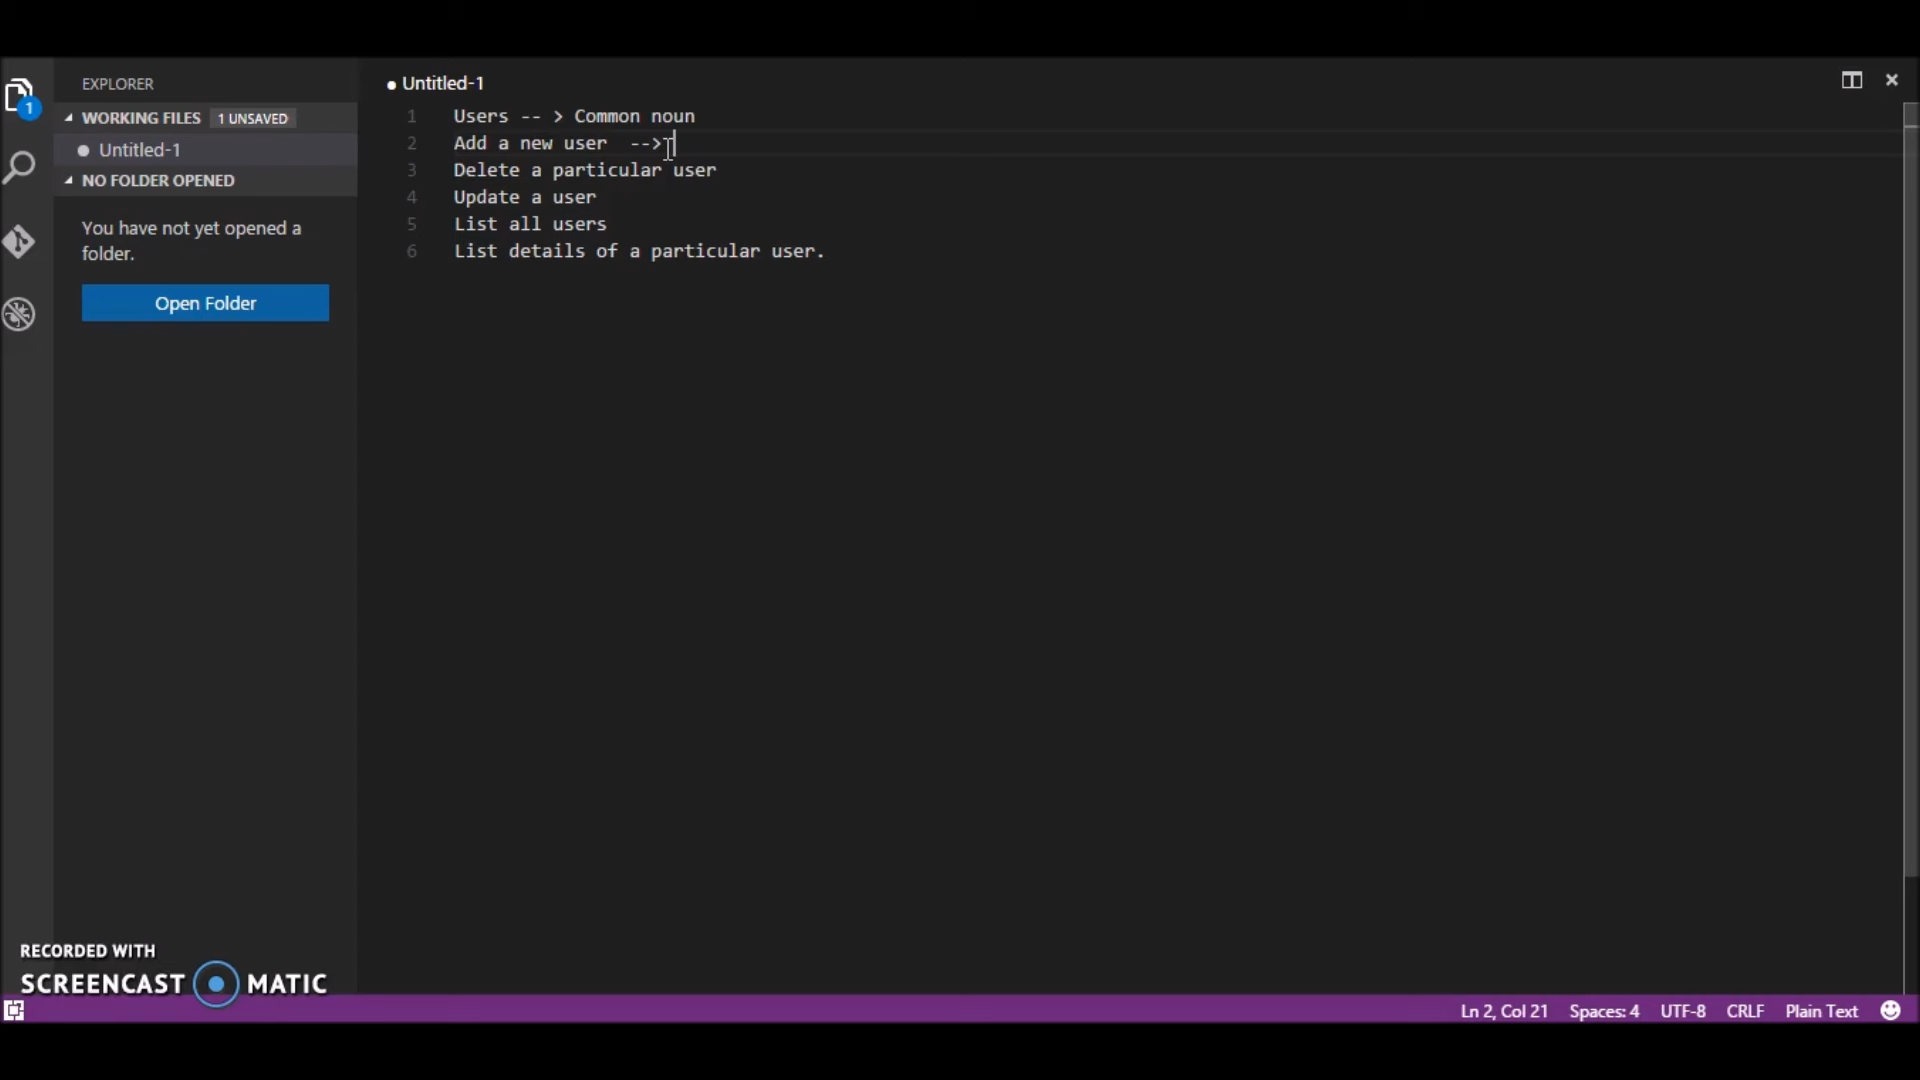 EXPLORER
WORKING FILES 1 UNSAVED
Untitled-1
NO FOLDER OPENED
You have not yet opened a
folder.
Open Folder
1
Untitled-1
1 Users -- > Common noun
2 Add a new user  -->
3 Delete a particular user
4 Update a user
5 List all users
6 List details of a particular user.
RECORDED WITH
SCREENCAST MATIC
Ln 2, Col 21 Spaces: 4 UTF-8 CRLF Plain Text